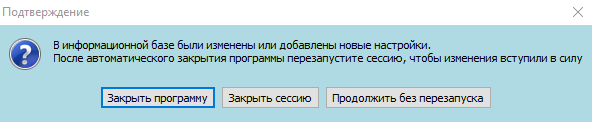 Подтверждение
В информационной базе были изменены или добавлены новые настройки.
После автоматического закрытия программы перезапустите сессию, чтобы изменения вступили в силу
Закрыть программу Закрыть сессию Продолжить без перезапуска